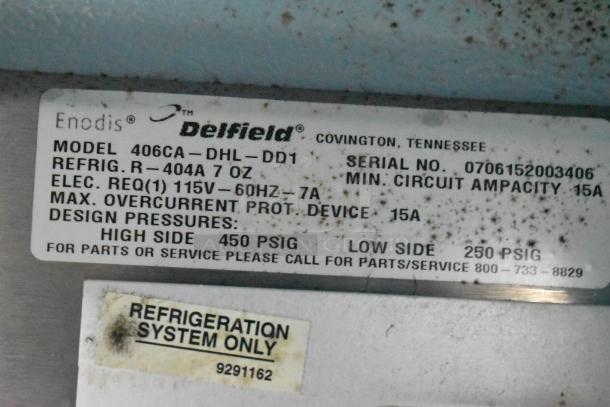 Enodis® ™ Delfield® COVINGTON, TENNESSEE
MODEL 406CA-DHL-DD1 SERIAL NO. 0706152003406
REFRIG. R-404A 7 OZ MIN. CIRCUIT AMPACITY 15A
ELEC. REQ(1) 115V-60HZ-7A
MAX. OVERCURRENT PROT. DEVICE 15A
DESIGN PRESSURES:
HIGH SIDE 450 PSIG LOW SIDE 250 PSIG
FOR PARTS OR SERVICE PLEASE CALL FOR PARTS/SERVICE 800-733-8829
REFRIGERATION
SYSTEM ONLY
9291162